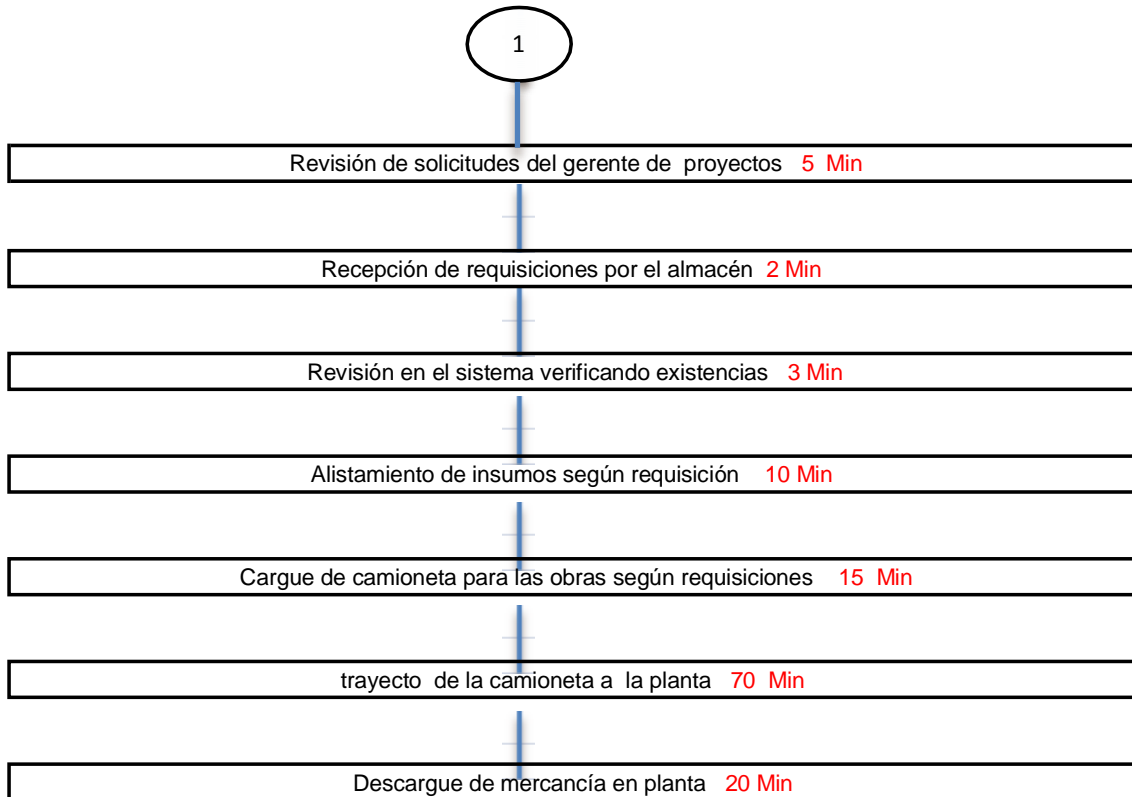 1
Revisión de solicitudes del gerente de proyectos 5 Min
Recepción de requisiciones por el almacén 2 Min
Revisión en el sistema verificando existencias 3 Min
Alistamiento de insumos según requisición 10 Min
Cargue de camioneta para las obras según requisiciones 15 Min
trayecto de la camioneta a la planta 70 Min
Descargue de mercancía en planta 20 Min